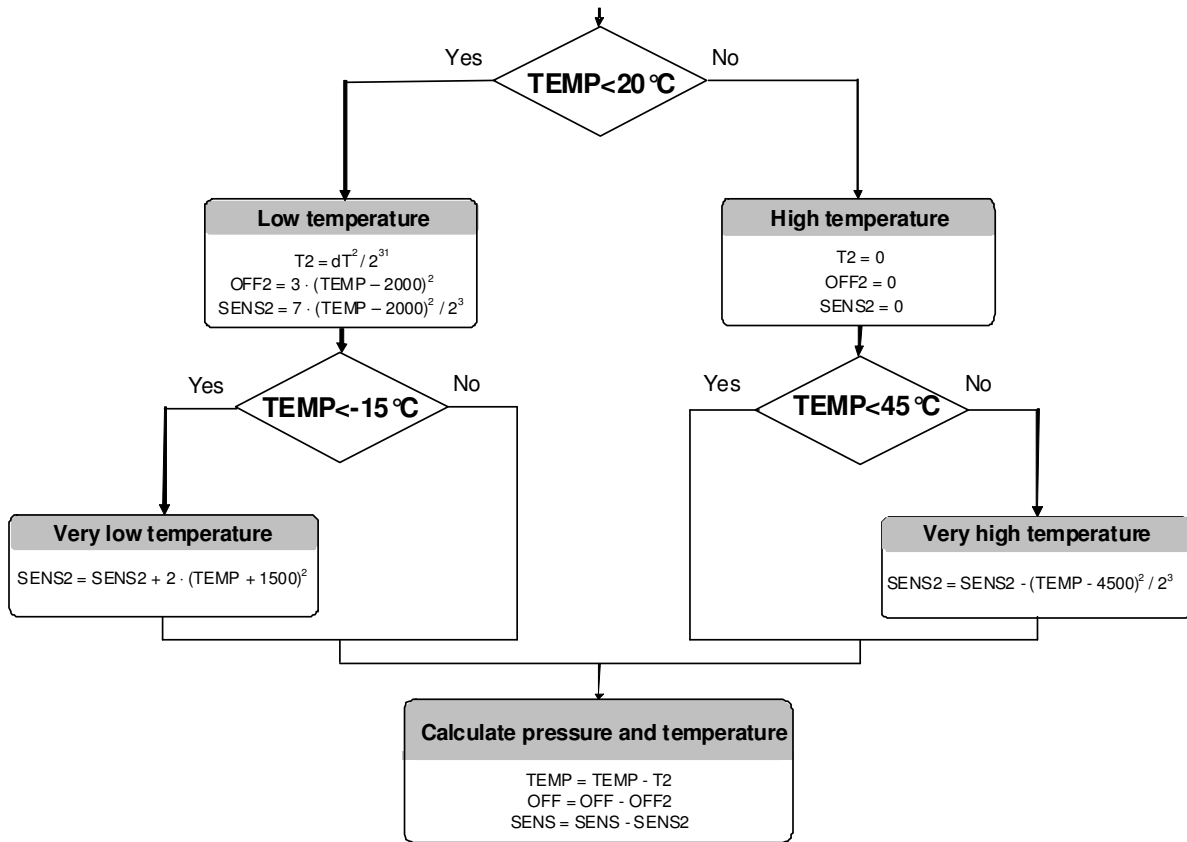 Yes
No
TEMP<20°C
Low temperature
T2 = dT² / 2³¹
OFF2 = 3 · (TEMP – 2000)²
SENS2 = 7 · (TEMP – 2000)² / 2³
High temperature
T2 = 0
OFF2 = 0
SENS2 = 0
Yes
No
TEMP<-15°C
Yes
No
TEMP<45°C
Very low temperature
SENS2 = SENS2 + 2 · (TEMP + 1500)²
Very high temperature
SENS2 = SENS2 - (TEMP - 4500)² / 2³
Calculate pressure and temperature
TEMP = TEMP - T2
OFF = OFF - OFF2
SENS = SENS - SENS2